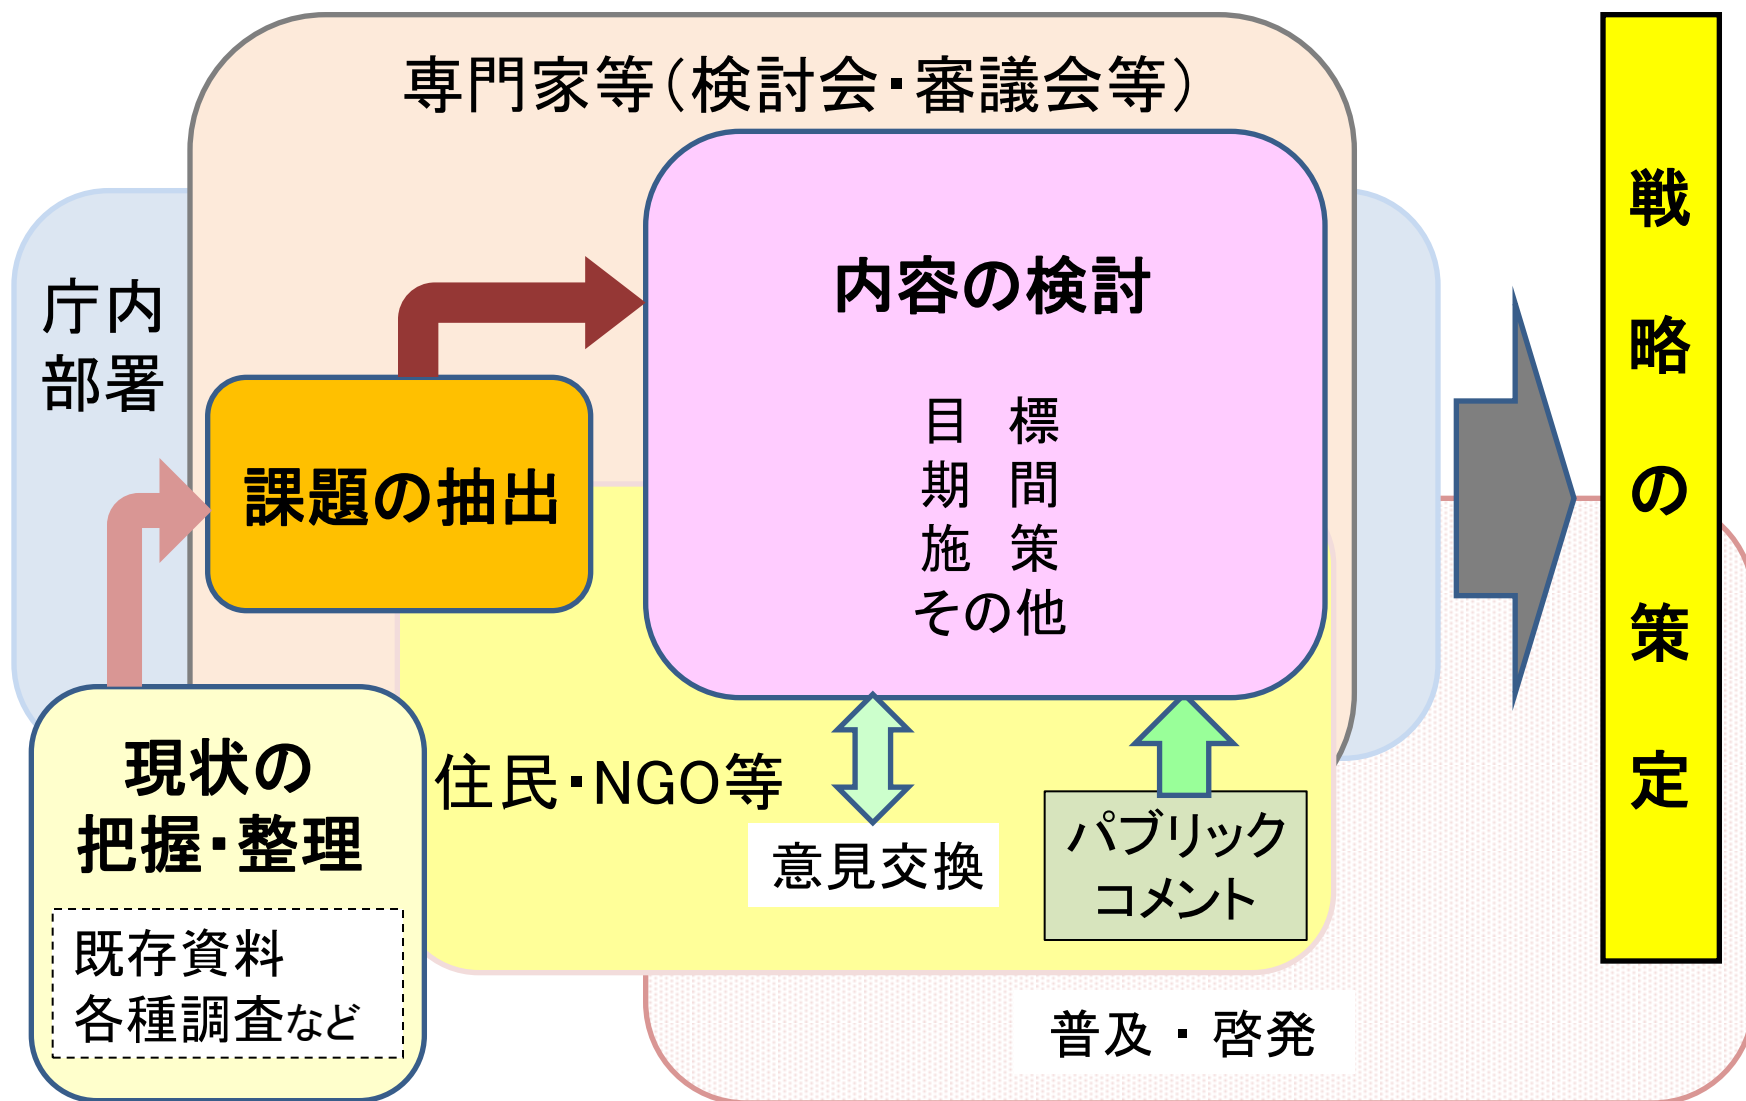 専門家等（検討会・審議会等）
庁内
部署
内容の検討
目　標
期　間
施　策
その他
課題の抽出
現状の
把握・整理
既存資料
各種調査など
住民・NGO等
意見交換
パブリック
コメント
普及・啓発
戦略の策定